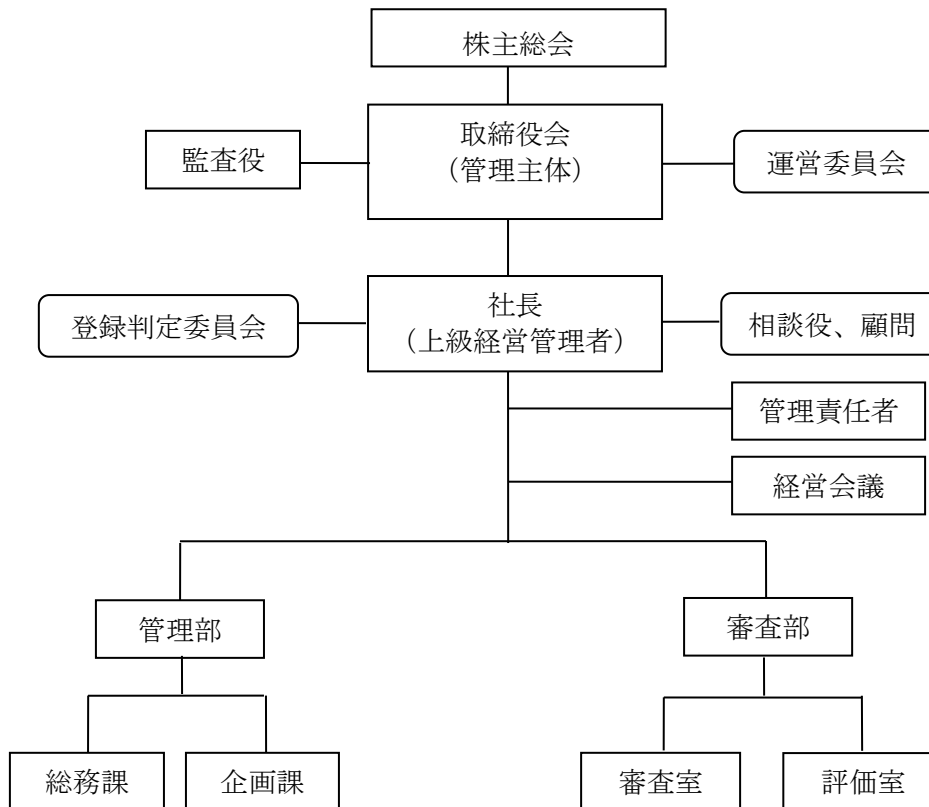 株主総会
取締役会
（管理主体）
監査役
運営委員会
社長
（上級経営管理者）
登録判定委員会
相談役、顧問
管理責任者
経営会議
管理部
審査部
総務課
企画課
審査室
評価室